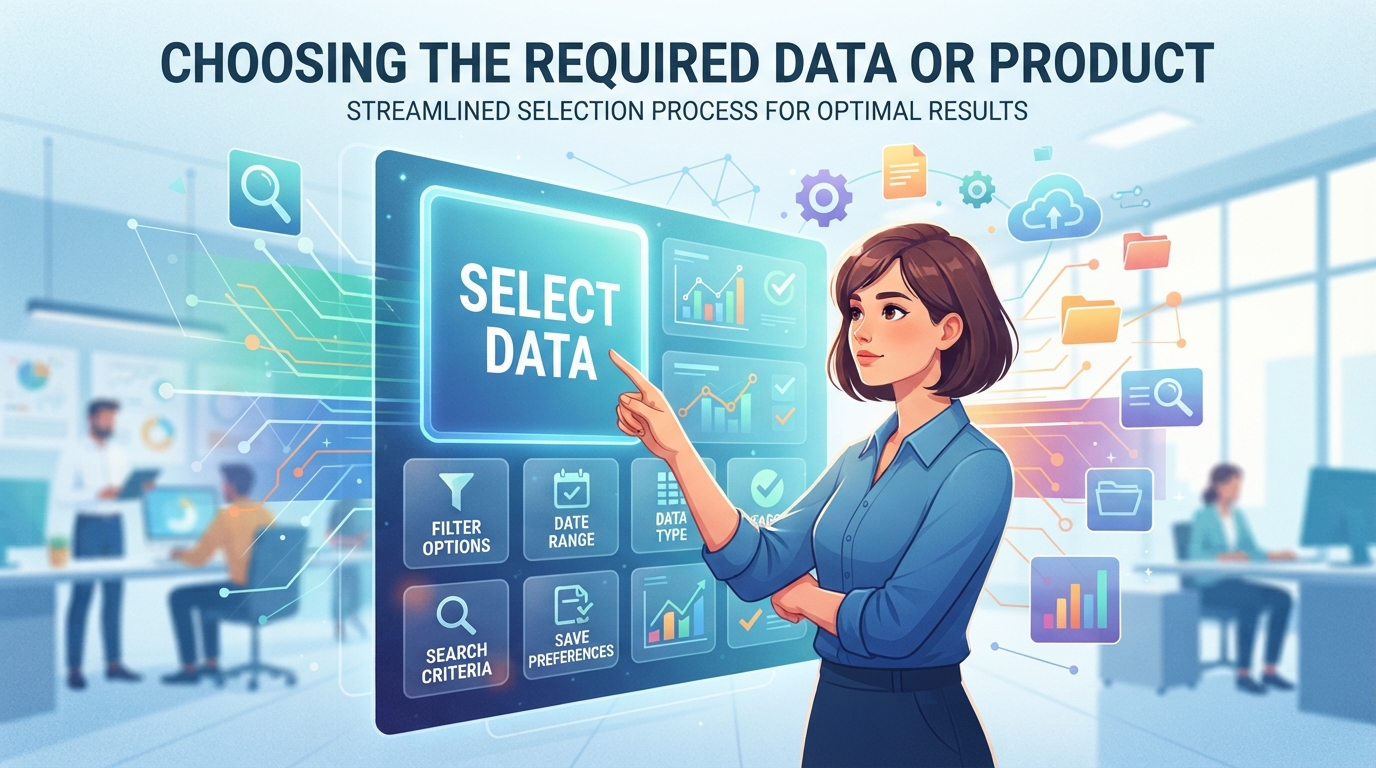 CHOOSING THE REQUIRED DATA OR PRODUCT
STREAMLINED SELECTION PROCESS FOR OPTIMAL RESULTS
SELECT
DATA
FILTER
OPTIONS
DATE
RANGE
DATA
TYPE
SEARCH
CRITERIA
SAVE
PREFERENCES